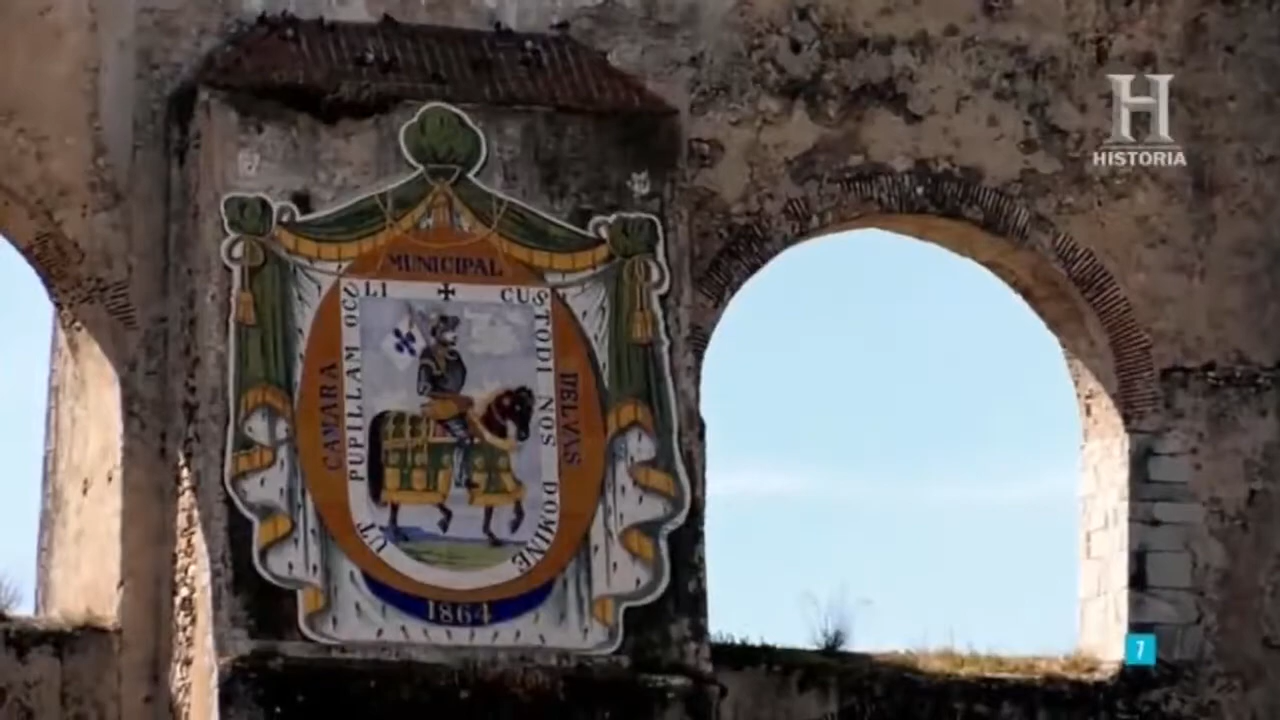 H
HISTORIA
MUNICIPAL
CAMARA
DELVAS
UT PUPILLAM OCULI
CUSTODI NOS DOMINE
1864
7